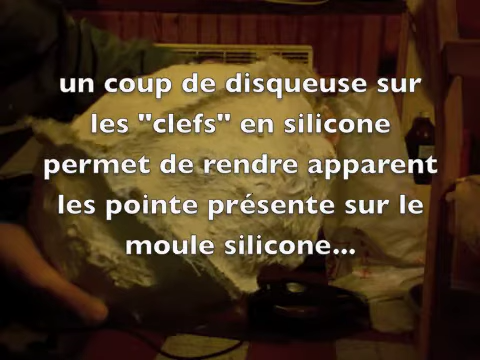 un coup de disqueuse sur
les "clefs" en silicone
permet de rendre apparent
les pointe présente sur le
moule silicone...